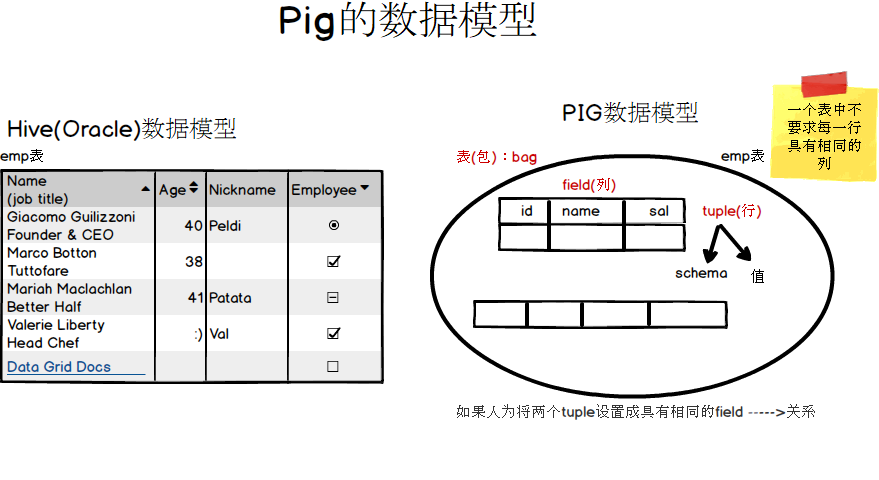 Pig的数据模型
Hive(Oracle)数据模型
emp表
Name
(job title)
Age
Nickname
Employee
Giacomo Guilizzoni
Founder & CEO
40
Peldi
Marco Botton
Tuttofare
38
Mariah Maclachlan
Better Half
41
Patata
Valerie Liberty
Head Chef
:)
Val
Data Grid Docs
PIG数据模型
一个表中不
要求每一行
具有相同的
列
表(包)：bag
emp表
field(列)
id
name
sal
tuple(行)
schema
值
如果人为将两个tuple设置成具有相同的field ----->关系